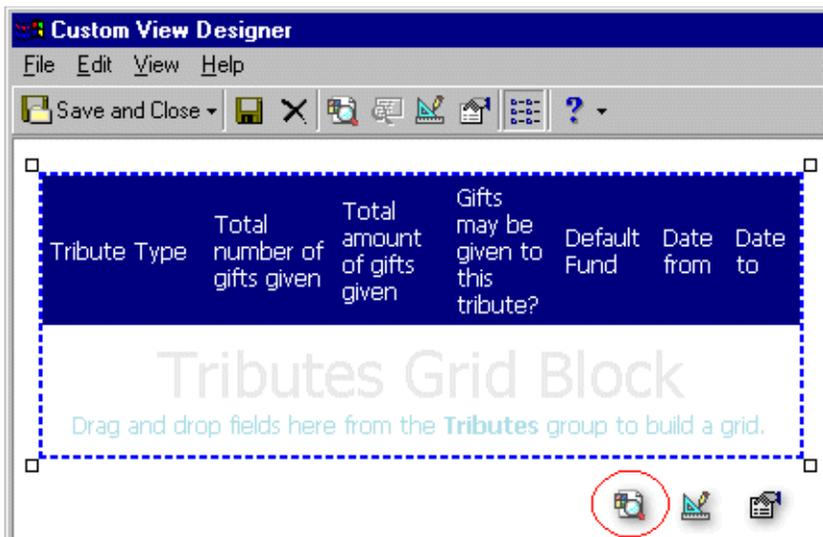 Custom View Designer
File Edit View Help
Save and Close ?
Tribute Type
Total
number of
gifts given
Total
amount
of gifts
given
Gifts
may be
given to
this
tribute?
Default
Fund
Date
from
Date
to
Tributes Grid Block
Drag and drop fields here from the Tributes group to build a grid.